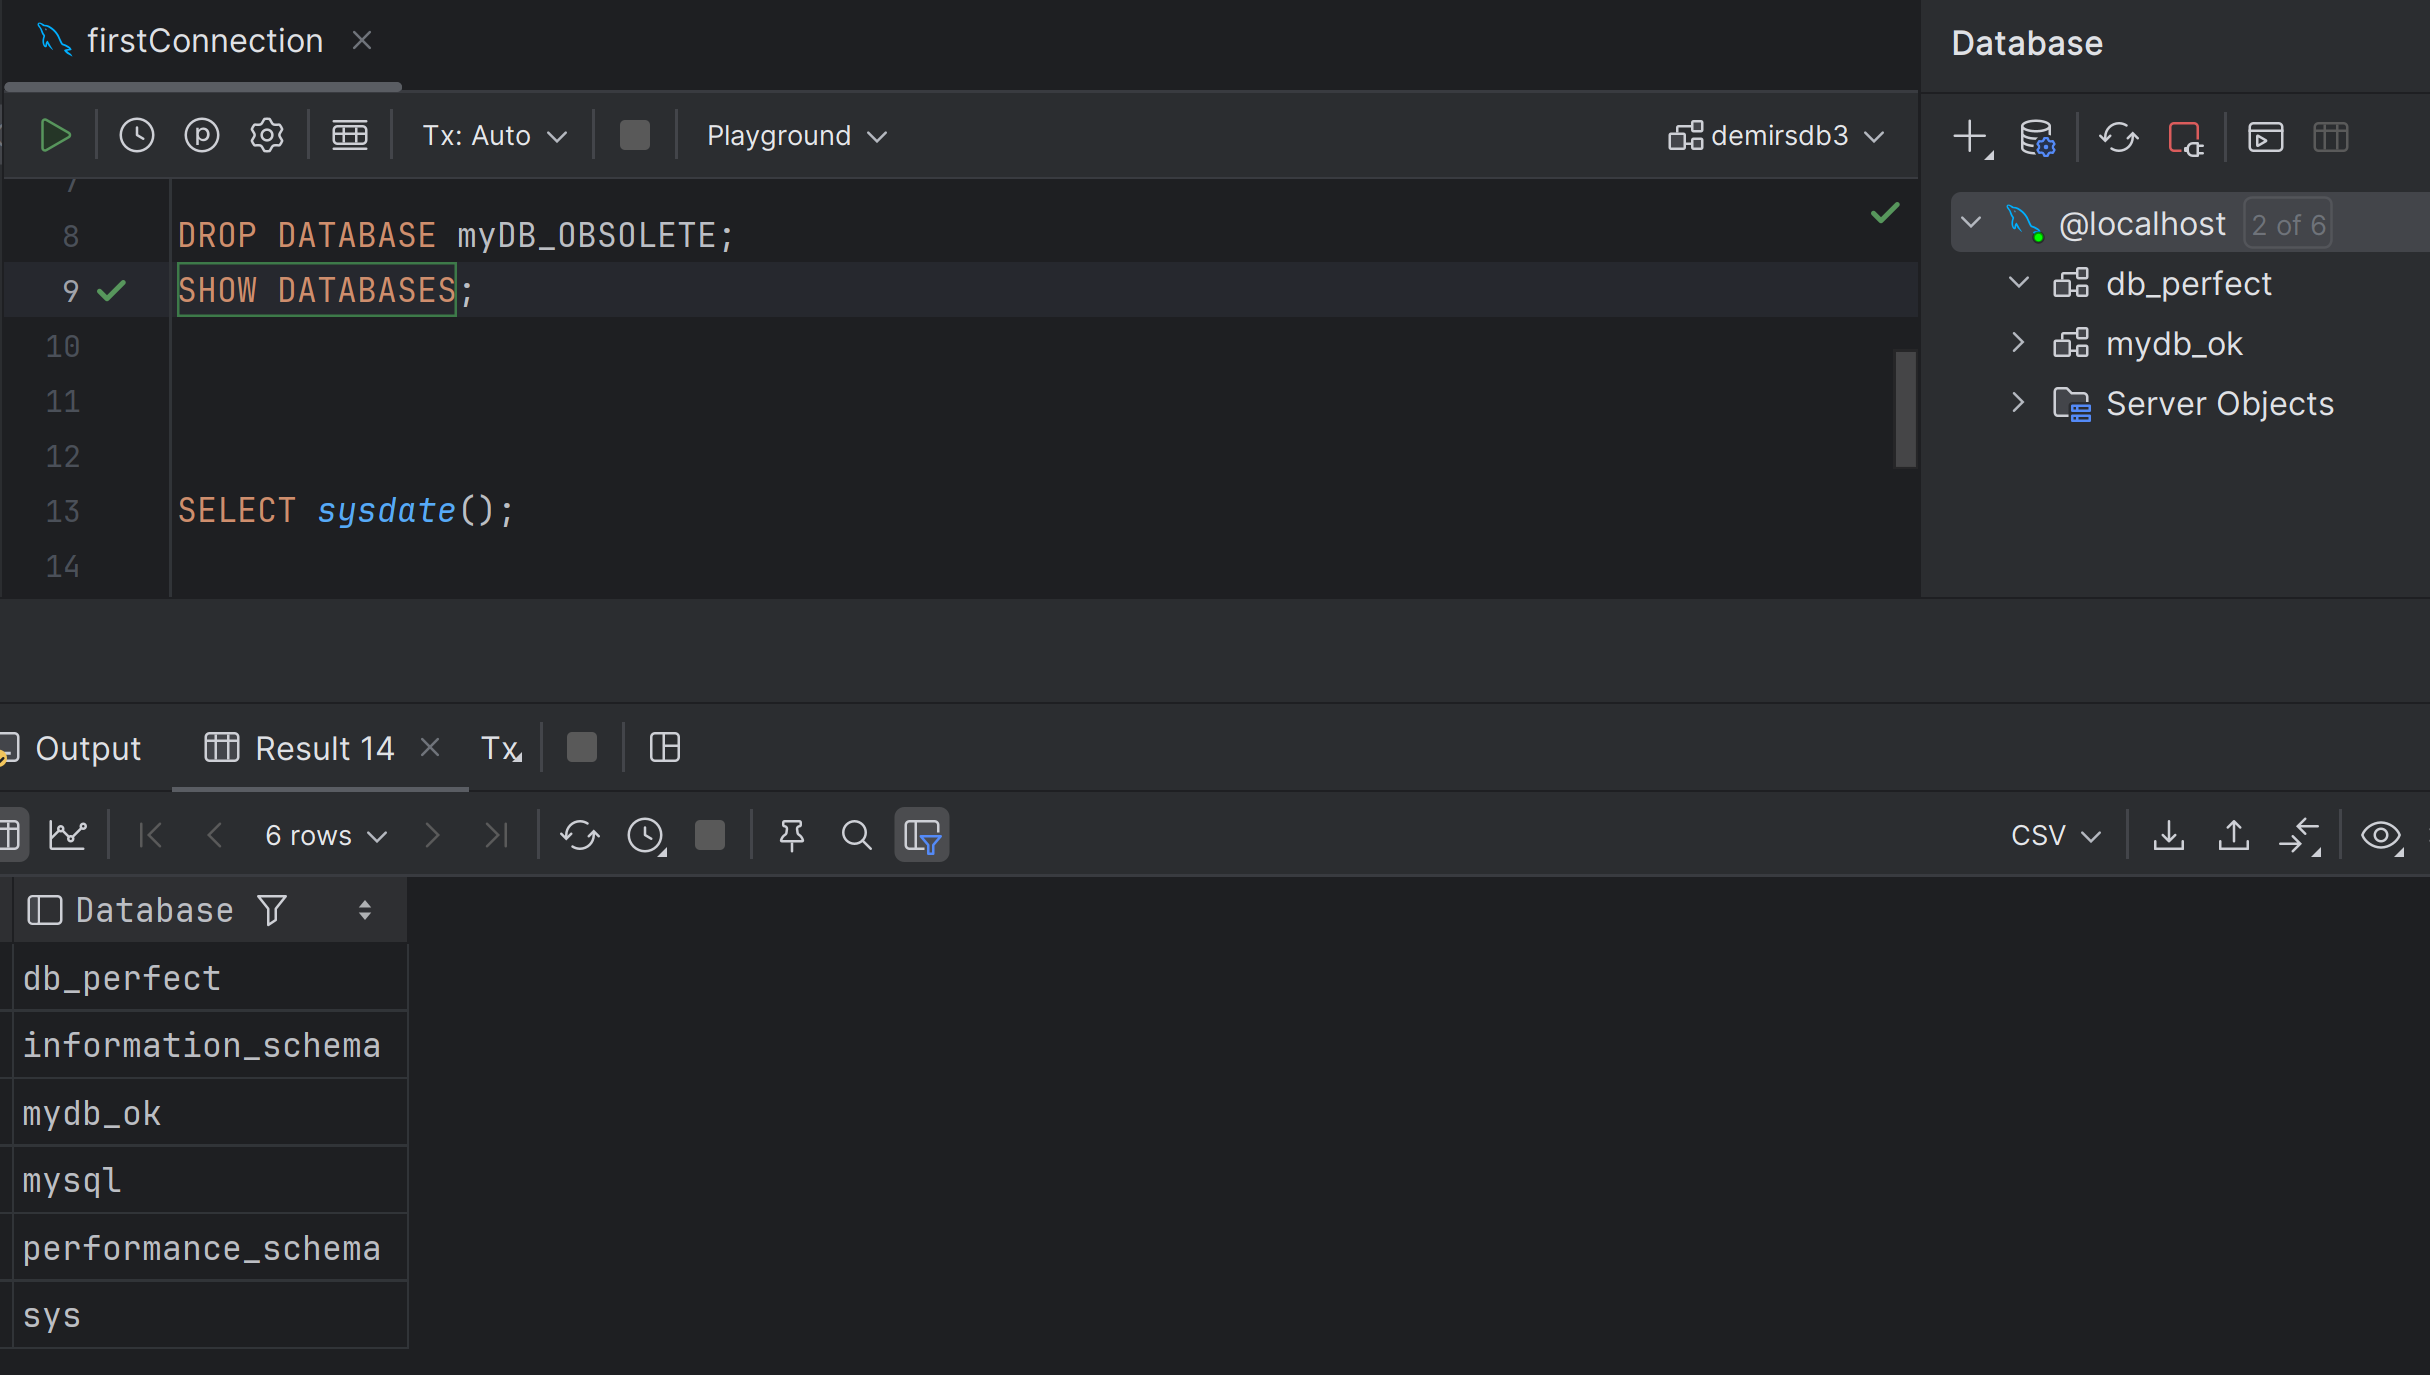 firstConnection
Database
Tx: Auto
Playground
demirsdb3
7
8 DROP DATABASE myDB_OBSOLETE;
9 SHOW DATABASES;
10
11
12
13 SELECT sysdate();
14
@localhost 2 of 6
db_perfect
mydb_ok
Server Objects
Output
Result 14
Tx
6 rows
CSV
Database
db_perfect
information_schema
mydb_ok
mysql
performance_schema
sys